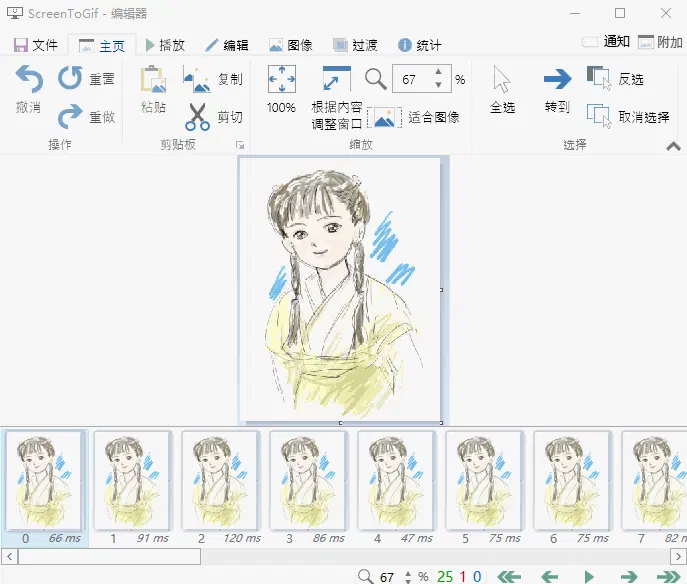 ScreenToGif - 编辑器
文件 主页 播放 编辑 图像 过渡 统计 通知 附加
撤消 重置 重做
粘贴 复制 剪切
100% 根据内容 调整窗口 67 % 适合图像
全选 转到 反选 取消选择
操作 剪贴板 缩放 选择
0 66 ms 1 91 ms 2 120 ms 3 86 ms 4 47 ms 5 75 ms 6 75 ms 7 82 m
67 % 25 1 0